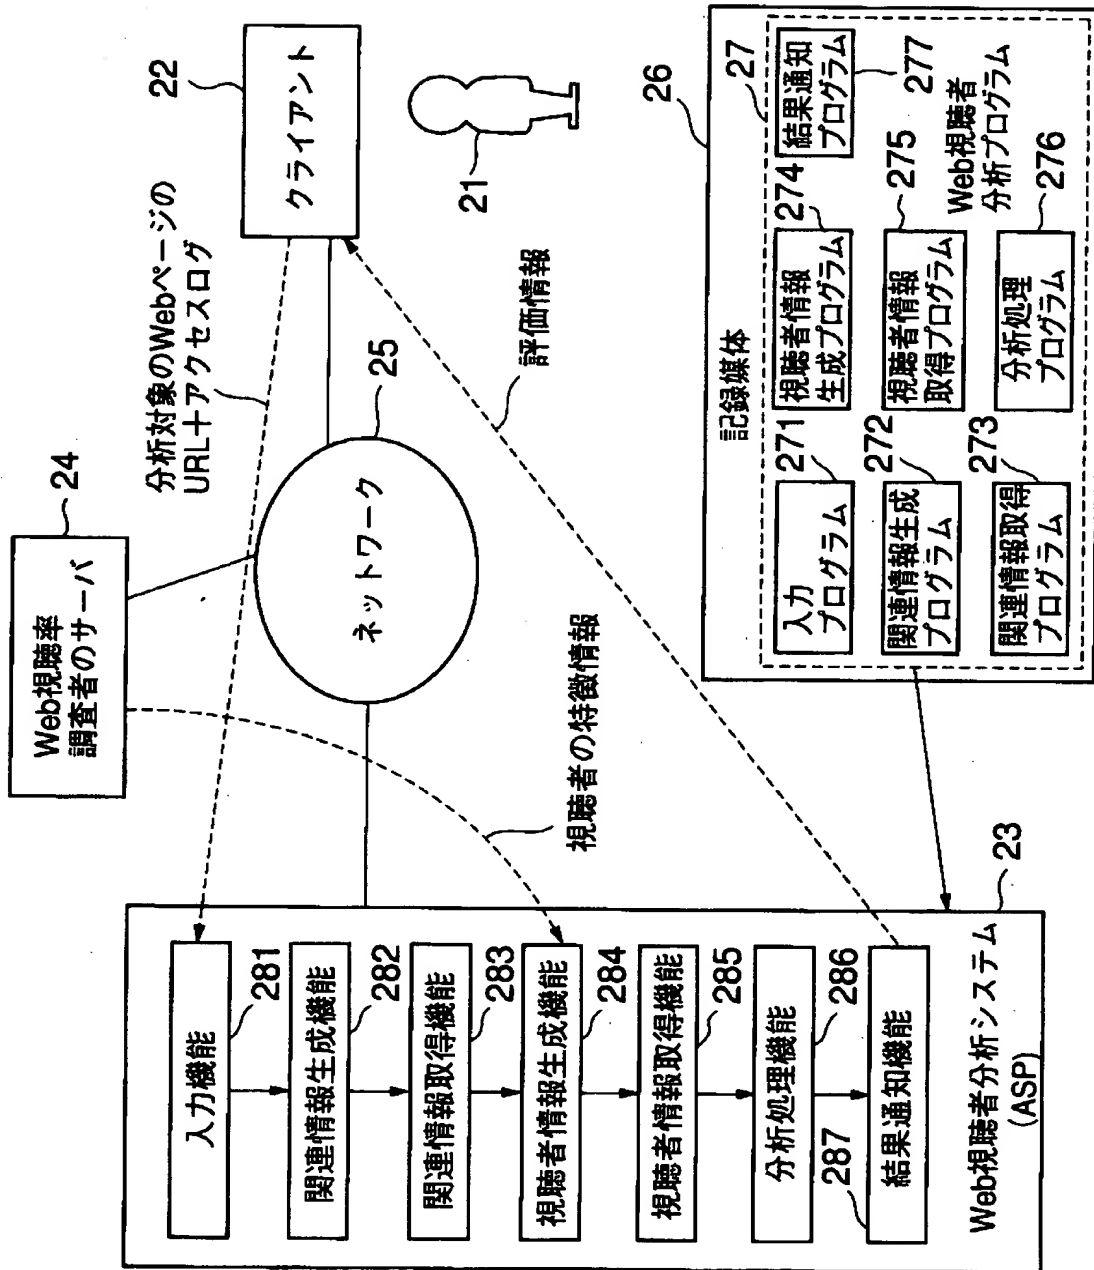 24
Web視聴率
調査者のサーバ
22
クライアント
21
分析対象のWebページの
URL+アクセスログ
25
ネットワーク
評価情報
視聴者の特徴情報
23
入力機能
281
関連情報生成機能
282
関連情報取得機能
283
視聴者情報生成機能
284
視聴者情報取得機能
285
分析処理機能
286
結果通知機能
287
Web視聴者分析システム
(ASP)
26
記録媒体
27
271
入力
プログラム
272
関連情報生成
プログラム
273
関連情報取得
プログラム
274
視聴者情報
生成プログラム
275
視聴者情報
取得プログラム
276
分析処理
プログラム
277
結果通知
プログラム
Web視聴者
分析プログラム